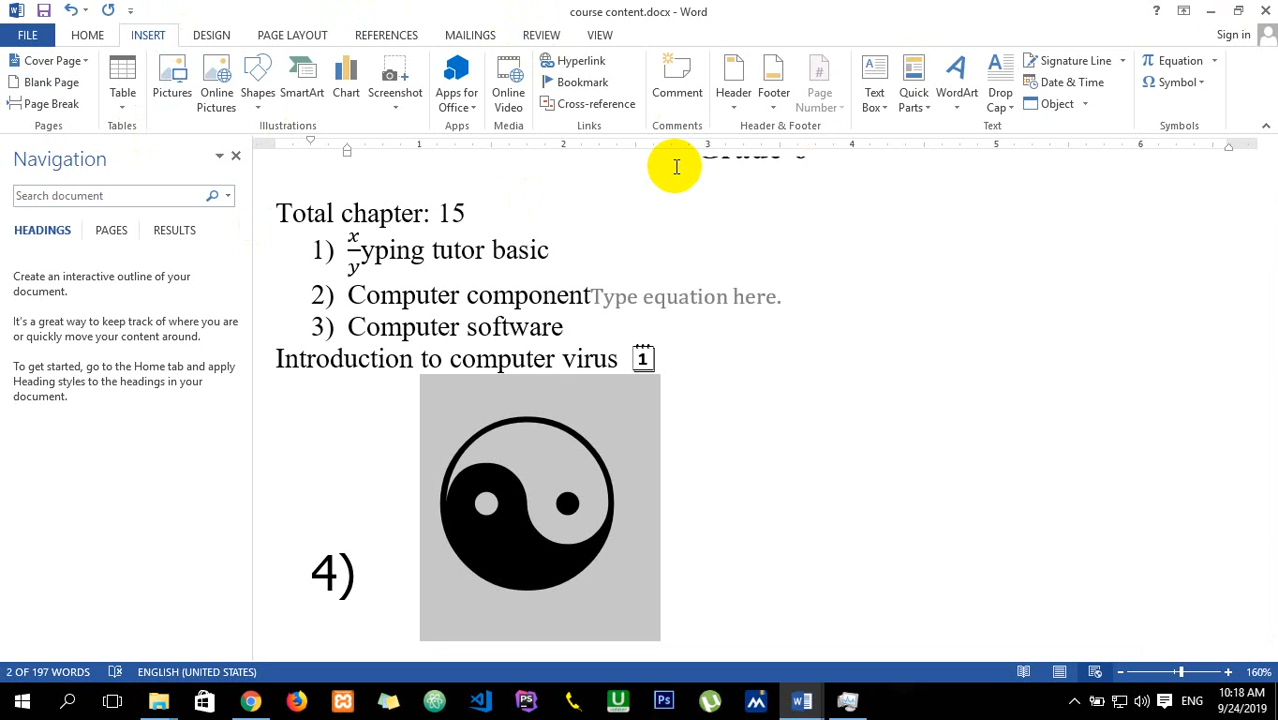 course content.docx - Word
FILE HOME INSERT DESIGN PAGE LAYOUT REFERENCES MAILINGS REVIEW VIEW Sign in
Cover Page
Blank Page
Page Break
Pages
Table
Tables
Pictures
Online Pictures
Shapes
SmartArt
Chart
Screenshot
Illustrations
Apps for Office
Apps
Online Video
Media
Hyperlink
Bookmark
Cross-reference
Links
Comment
Comments
Header
Footer
Page Number
Header & Footer
Text Box
Quick Parts
WordArt
Drop Cap
Signature Line
Date & Time
Object
Text
Equation
Symbol
Symbols
Navigation
Search document
HEADINGS PAGES RESULTS
Create an interactive outline of your
document.
It's a great way to keep track of where you are
or quickly move your content around.
To get started, go to the Home tab and apply
Heading styles to the headings in your
document.
1 2 3 4 5 6
Total chapter: 15
1) x/y yping tutor basic
2) Computer componentType equation here.
3) Computer software
Introduction to computer virus 1
4)
2 OF 197 WORDS ENGLISH (UNITED STATES) 160%
ENG
10:18 AM
9/24/2019